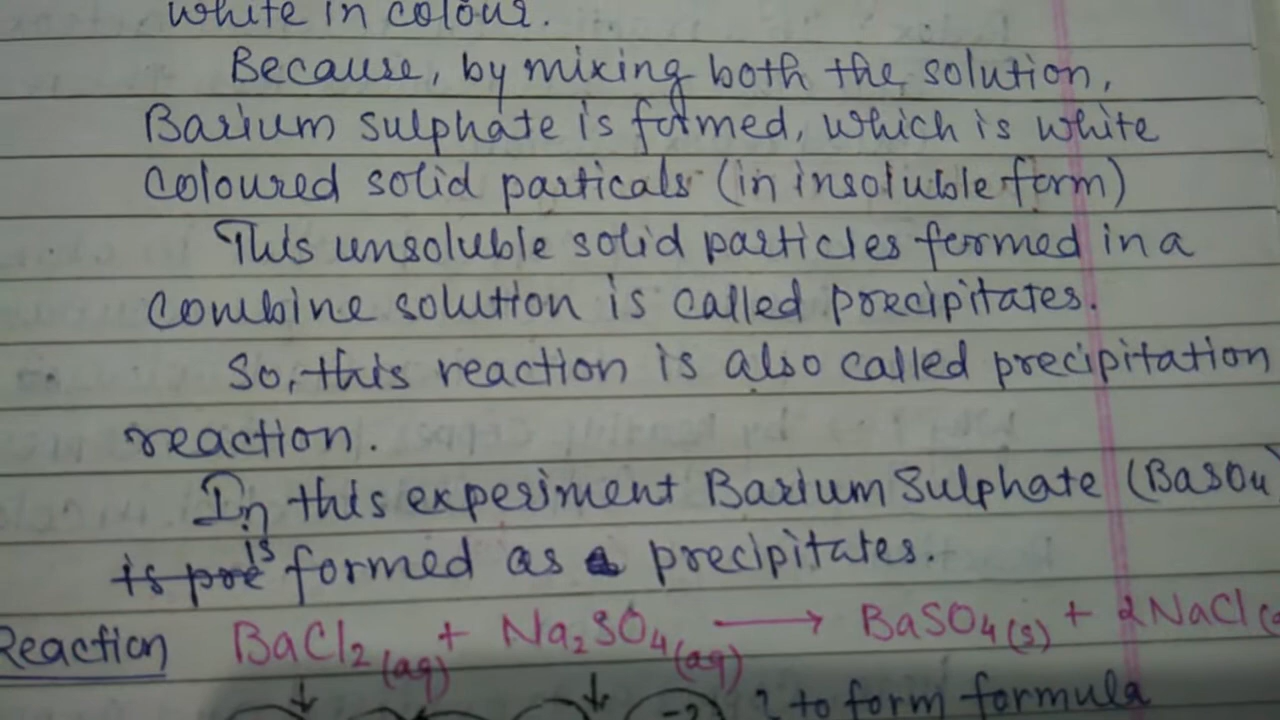 white in colour.
Because, by mixing both the solution,
Barium sulphate is formed, which is white
coloured solid particals (in insoluble form)
This unsoluble solid particles formed in a
combine solution is called precipitates.
So, this reaction is also called precipitation
reaction.
In this experiment Barium Sulphate (BaSO4
is pre is formed as a precipitates.
Reaction BaCl2 (aq) + Na2SO4 (aq) ⟶ BaSO4 (s) + 2NaCl (a
-2 2 to form formula